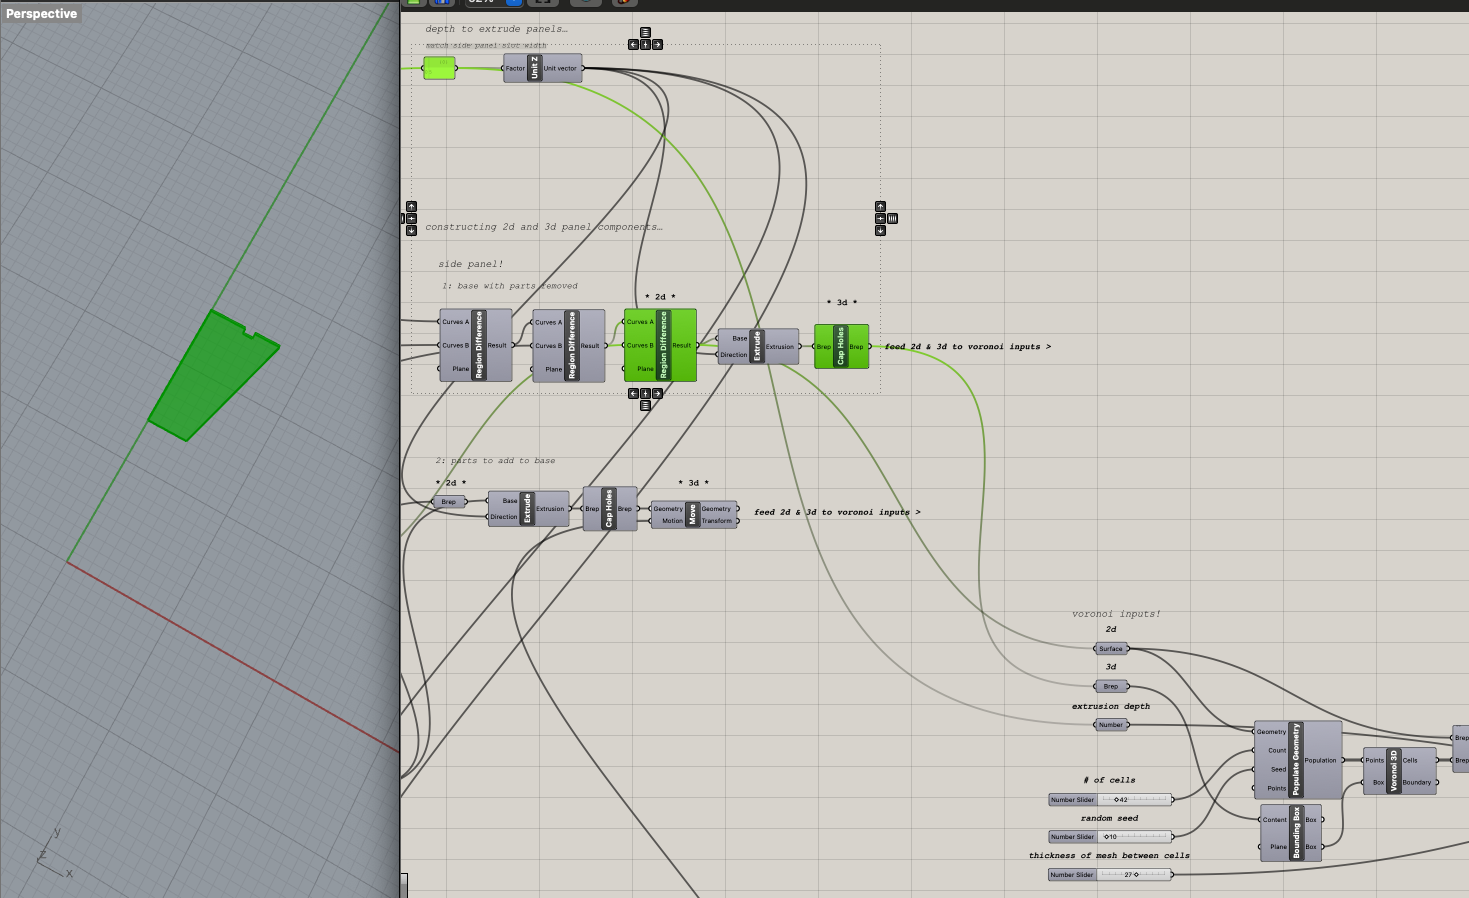 Perspective
depth to extrude panels…
match side panel slot width
Factor Unit Z Unit vector
constructing 2d and 3d panel components…
side panel!
1: base with parts removed
* 2d *
* 3d *
Curves A Curves B Plane Region Difference Result
Curves A Curves B Plane Region Difference Result
Curves A Curves B Plane Region Difference Result
Base Direction Extrude Extrusion
Brep Cap Holes Brep
feed 2d & 3d to voronoi inputs >
2: parts to add to base
* 2d *
* 3d *
Brep
Base Direction Extrude Extrusion
Brep Cap Holes Brep
Geometry Motion Move Geometry Transform
feed 2d & 3d to voronoi inputs >
voronoi inputs!
2d
Surface
3d
Brep
extrusion depth
Number
Geometry Count Seed Points Populate Geometry Population
Points Box Voronoi 3D Cells Boundary
Brep
Brep
# of cells
Number Slider ◇42
random seed
Number Slider ◇10
Content Plane Bounding Box Box Box
thickness of mesh between cells
Number Slider 27◇
y
z
x